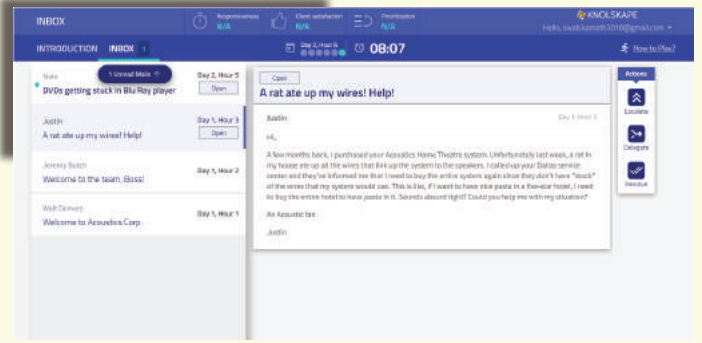 INBOX
Responsiveness
N/A
Client satisfaction
N/A
Prioritization
N/A
KNOLSKAPE
INTRODUCTION
INBOX 1
Day 2, Hour 6
08:07
How to Play?
1 Unread Mails
Nate
Day 2, Hour 5
DVDs getting stuck in Blu Ray player
Open
Justin
Day 1, Hour 3
A rat ate up my wires! Help!
Open
Jeremy Butch
Day 1, Hour 2
Welcome to the team, Boss!
Walt Denvers
Day 1, Hour 1
Welcome to Acoustics Corp
Open
A rat ate up my wires! Help!
Justin
Day 1, Hour 3
Hi,
A few months back, I purchased your Acoustics Home Theatre system. Unfortunately last week, a rat in
my house ate up all the wires that link up the system to the speakers. I called up your Dallas service
center and they've informed me that I need to buy the entire system again since they don't have "stock"
of the wires that my system would use. This is like, if I want to have nice pasta in a five-star hotel, I need
to buy the entire hotel to have pasta in it. Sounds absurd right? Could you help me with my situation?
An Acoustic fan
Justin
Actions
Escalate
Delegate
Resolve